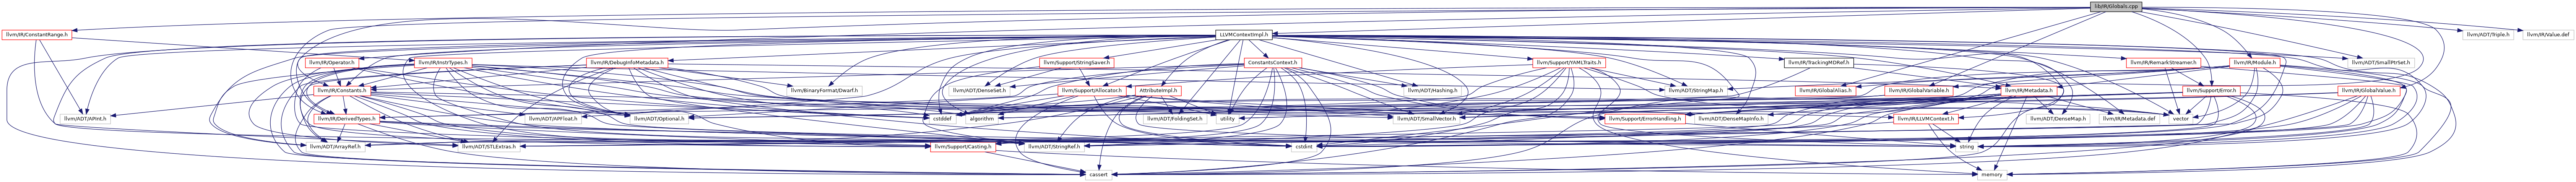 lib/IR/Globals.cpp
llvm/IR/ConstantRange.h
LLVMContextImpl.h
llvm/ADT/Triple.h
llvm/IR/Value.def
llvm/IR/Operator.h
llvm/IR/InstrTypes.h
llvm/IR/DebugInfoMetadata.h
llvm/Support/StringSaver.h
ConstantsContext.h
llvm/Support/YAMLTraits.h
llvm/IR/TrackingMDRef.h
llvm/IR/RemarkStreamer.h
llvm/IR/Module.h
llvm/ADT/SmallPtrSet.h
llvm/IR/Constants.h
llvm/BinaryFormat/Dwarf.h
llvm/ADT/DenseSet.h
llvm/Support/Allocator.h
AttributeImpl.h
llvm/ADT/Hashing.h
llvm/ADT/StringMap.h
llvm/IR/GlobalAlias.h
llvm/IR/GlobalVariable.h
llvm/IR/Metadata.h
llvm/Support/Error.h
llvm/IR/GlobalValue.h
llvm/ADT/APInt.h
llvm/IR/DerivedTypes.h
llvm/ADT/APFloat.h
llvm/ADT/Optional.h
cstddef
algorithm
llvm/ADT/FoldingSet.h
utility
llvm/ADT/SmallVector.h
llvm/Support/ErrorHandling.h
llvm/ADT/DenseMapInfo.h
llvm/IR/LLVMContext.h
llvm/ADT/DenseMap.h
llvm/IR/Metadata.def
vector
llvm/ADT/ArrayRef.h
llvm/ADT/STLExtras.h
llvm/Support/Casting.h
llvm/ADT/StringRef.h
cstdint
string
cassert
memory